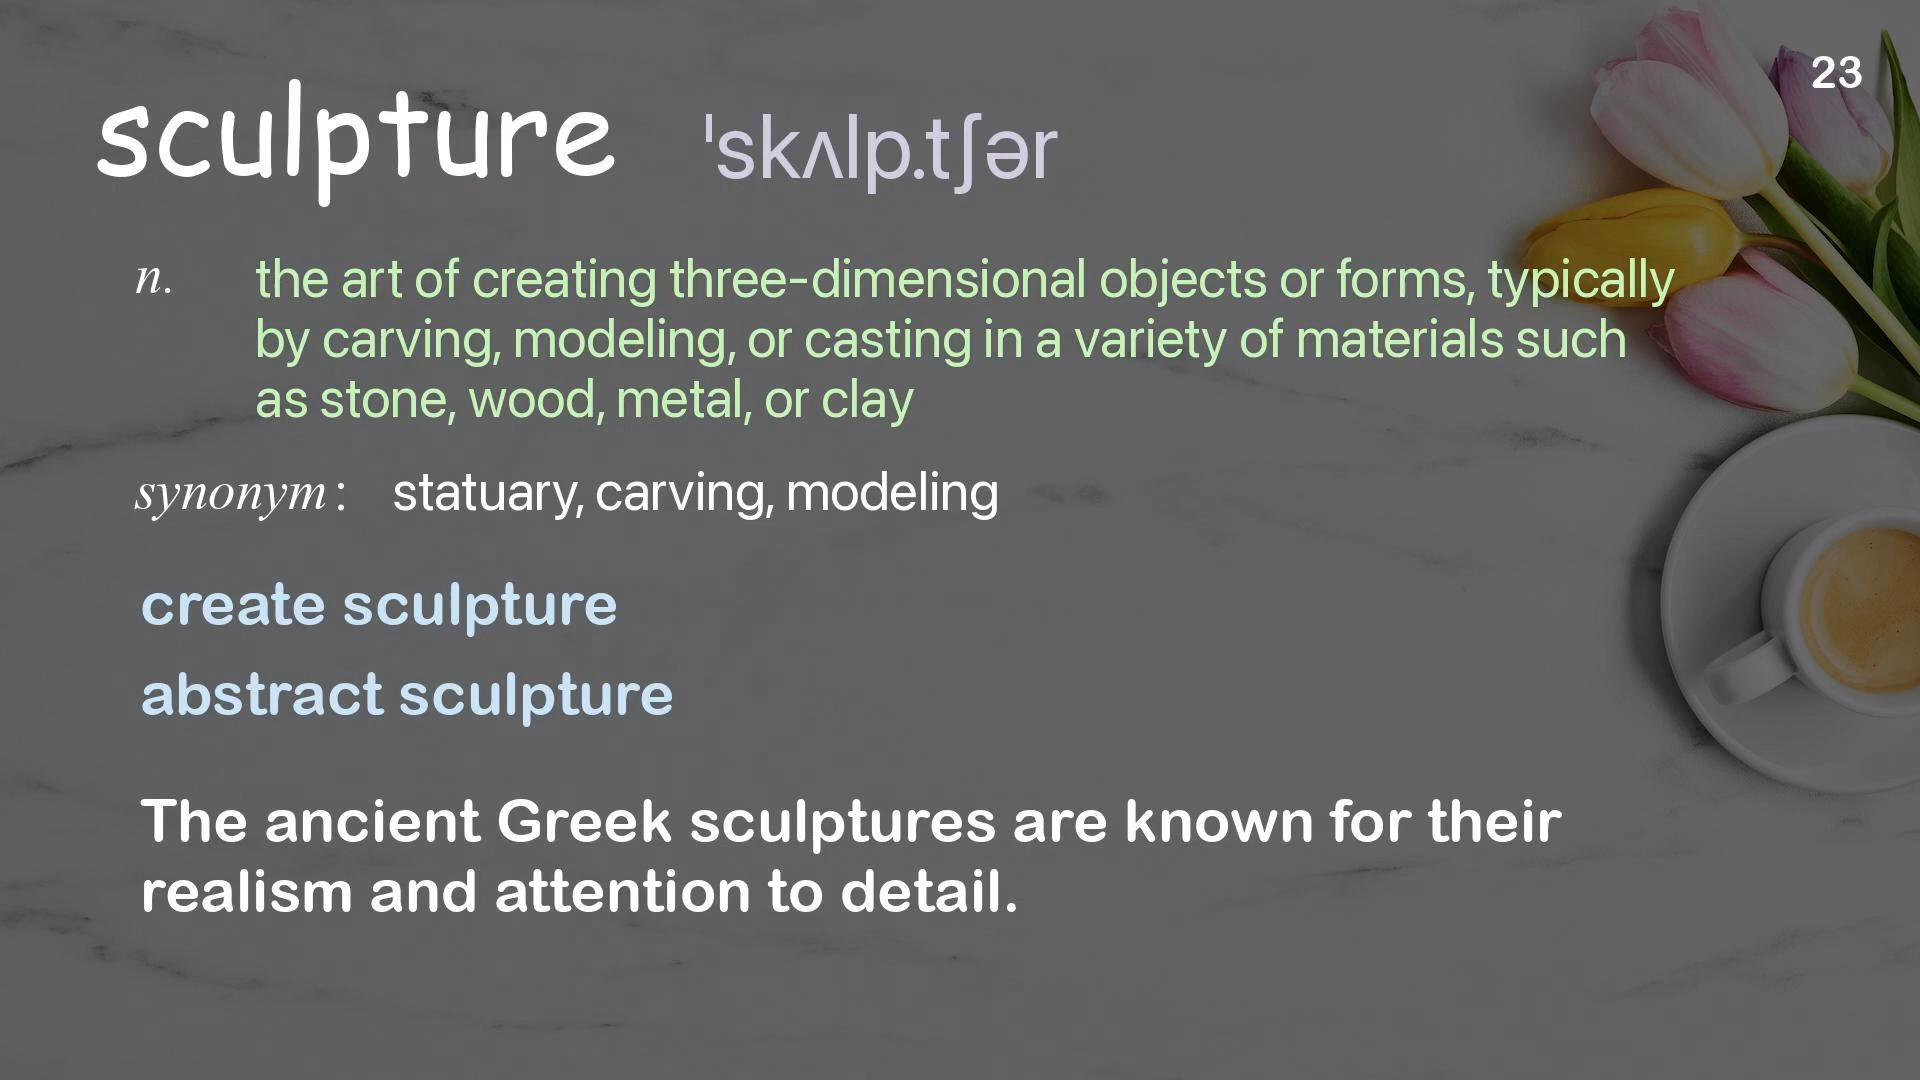 23
sculpture ˈskʌlp.tʃər
n. the art of creating three-dimensional objects or forms, typically
by carving, modeling, or casting in a variety of materials such
as stone, wood, metal, or clay
synonym: statuary, carving, modeling
create sculpture
abstract sculpture
The ancient Greek sculptures are known for their
realism and attention to detail.